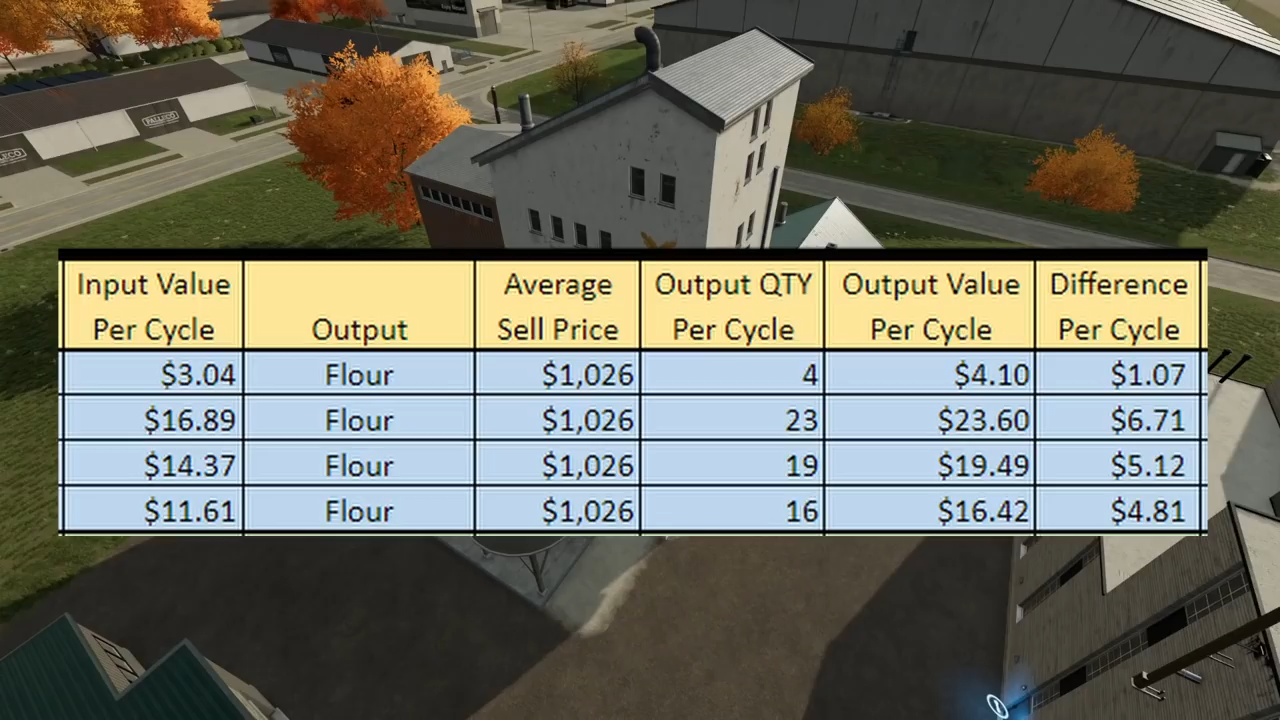 PALLECO
Input Value Per Cycle | Output | Average Sell Price | Output QTY Per Cycle | Output Value Per Cycle | Difference Per Cycle
$3.04 | Flour | $1,026 | 4 | $4.10 | $1.07
$16.89 | Flour | $1,026 | 23 | $23.60 | $6.71
$14.37 | Flour | $1,026 | 19 | $19.49 | $5.12
$11.61 | Flour | $1,026 | 16 | $16.42 | $4.81